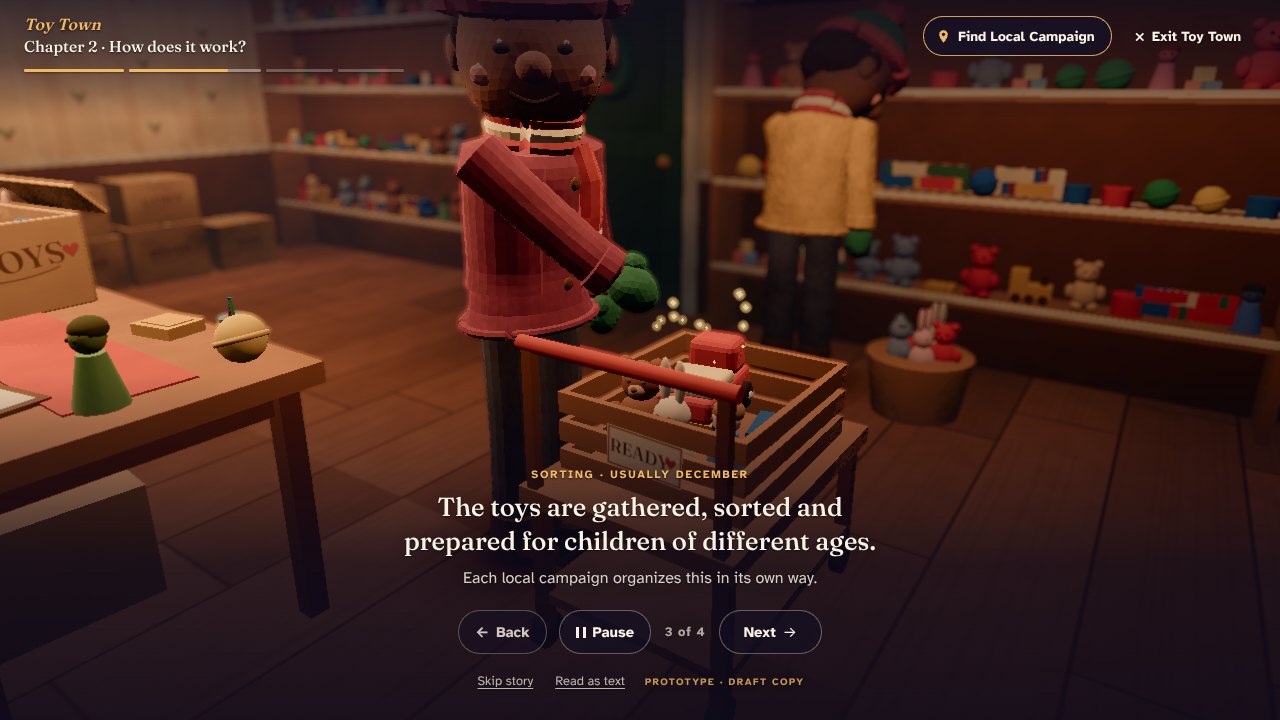 Toy Town
Chapter 2 · How does it work?
Find Local Campaign
× Exit Toy Town
TOYS
READY
SORTING · USUALLY DECEMBER
The toys are gathered, sorted and
prepared for children of different ages.
Each local campaign organizes this in its own way.
← Back
Pause
3 of 4
Next →
Skip story
Read as text
PROTOTYPE · DRAFT COPY